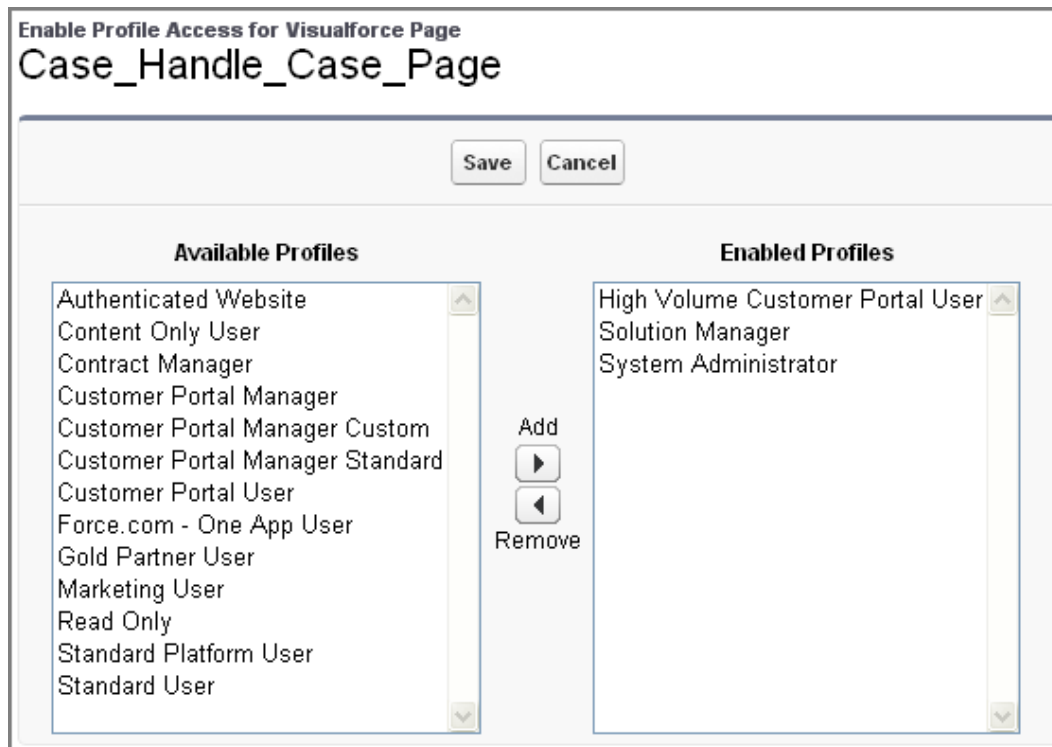 Enable Profile Access for Visualforce Page
Case_Handle_Case_Page
Save Cancel
Available Profiles
Authenticated Website
Content Only User
Contract Manager
Customer Portal Manager
Customer Portal Manager Custom
Customer Portal Manager Standard
Customer Portal User
Force.com - One App User
Gold Partner User
Marketing User
Read Only
Standard Platform User
Standard User
Add
Remove
Enabled Profiles
High Volume Customer Portal User
Solution Manager
System Administrator